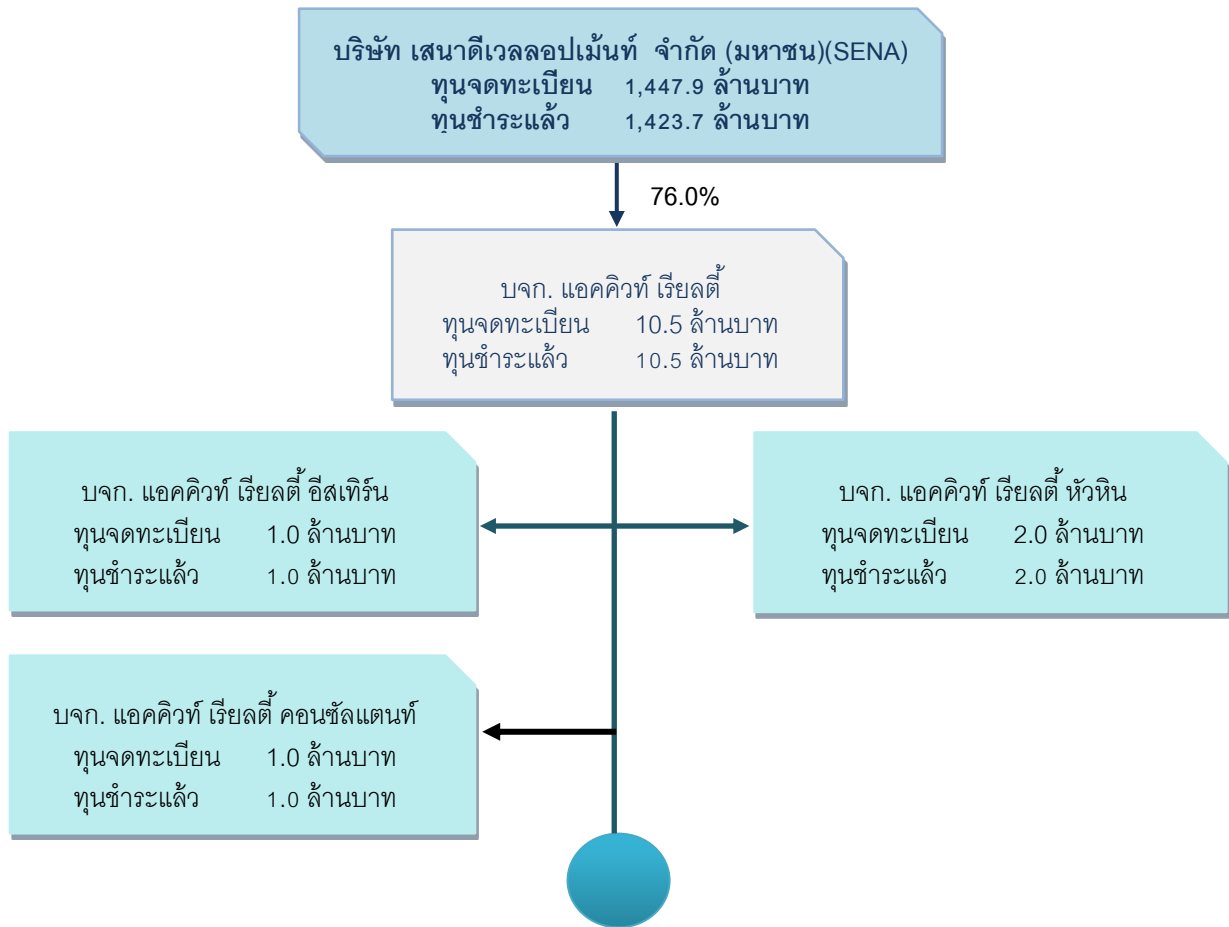 บริษัท เสนาดีเวลลอปเม้นท์ จำกัด (มหาชน)(SENA)
ทุนจดทะเบียน 1,447.9 ล้านบาท
ทุนชำระแล้ว 1,423.7 ล้านบาท
76.0%
บจก. แอคคิวท์ เรียลตี้
ทุนจดทะเบียน 10.5 ล้านบาท
ทุนชำระแล้ว 10.5 ล้านบาท
บจก. แอคคิวท์ เรียลตี้ อีสเทิร์น
ทุนจดทะเบียน 1.0 ล้านบาท
ทุนชำระแล้ว 1.0 ล้านบาท
บจก. แอคคิวท์ เรียลตี้ หัวหิน
ทุนจดทะเบียน 2.0 ล้านบาท
ทุนชำระแล้ว 2.0 ล้านบาท
บจก. แอคคิวท์ เรียลตี้ คอนซัลแตนท์
ทุนจดทะเบียน 1.0 ล้านบาท
ทุนชำระแล้ว 1.0 ล้านบาท